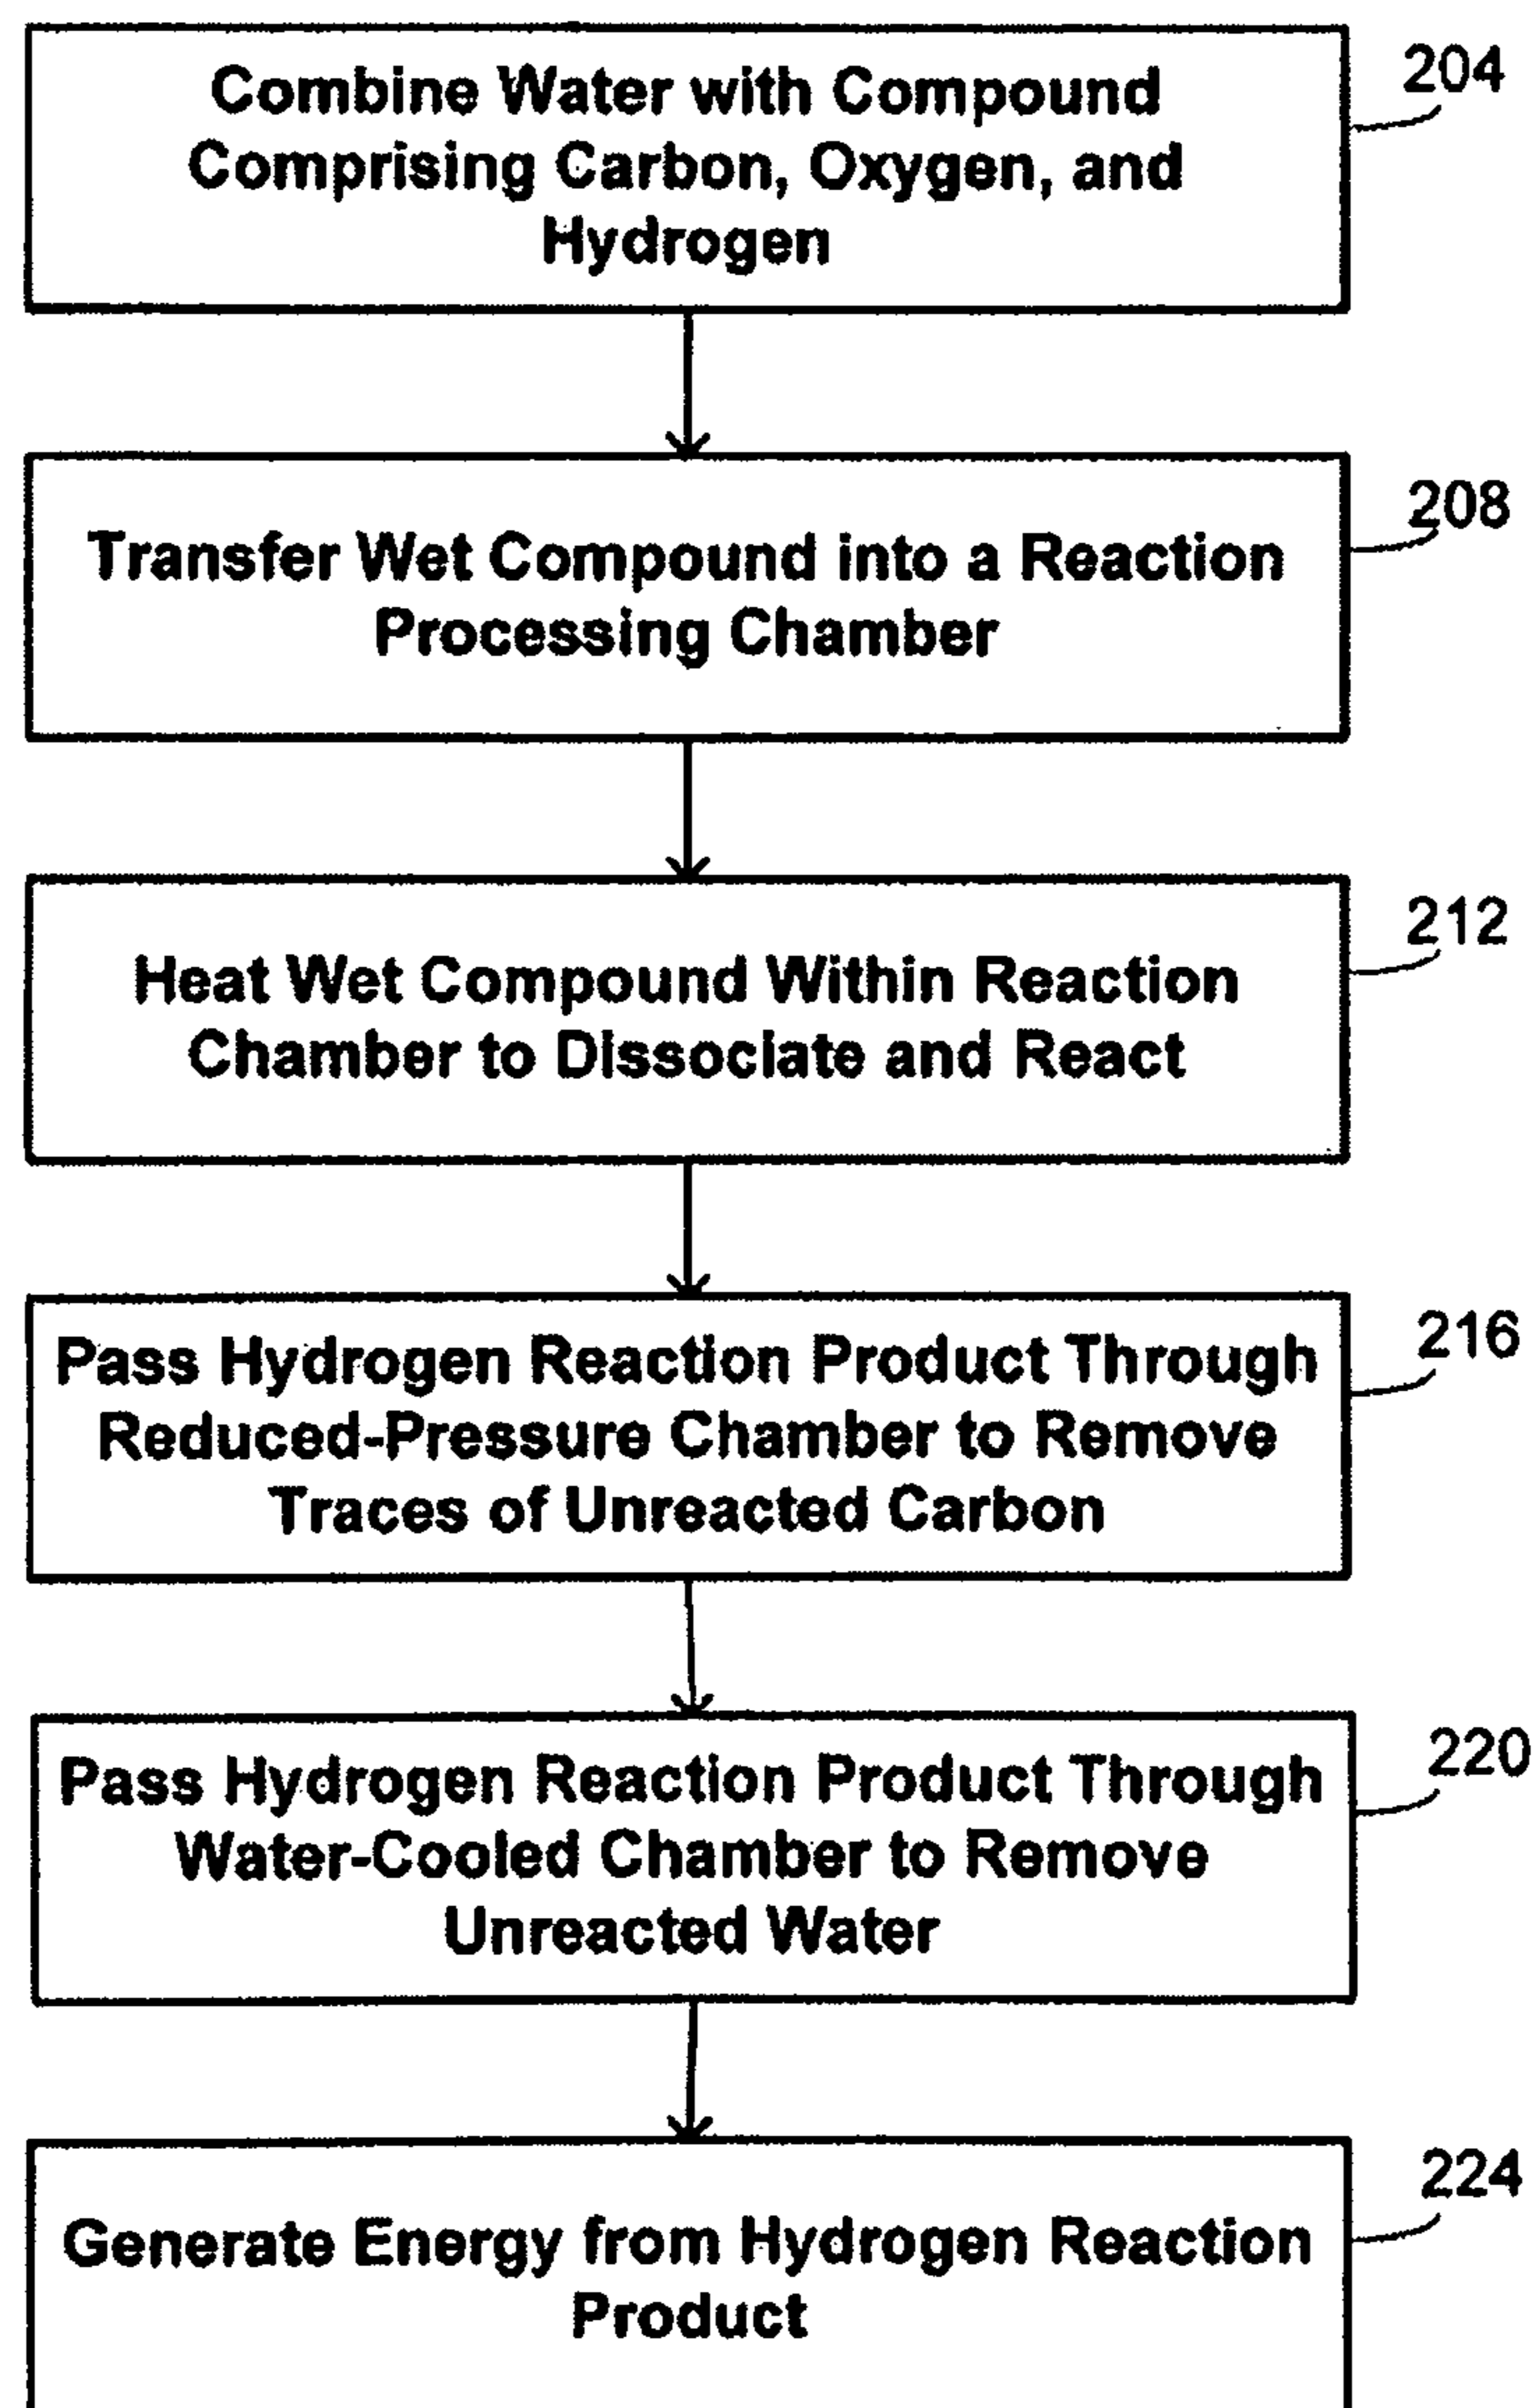 Combine Water with Compound
Comprising Carbon, Oxygen, and
Hydrogen
204
Transfer Wet Compound into a Reaction
Processing Chamber
208
Heat Wet Compound Within Reaction
Chamber to Dissociate and React
212
Pass Hydrogen Reaction Product Through
Reduced-Pressure Chamber to Remove
Traces of Unreacted Carbon
216
Pass Hydrogen Reaction Product Through
Water-Cooled Chamber to Remove
Unreacted Water
220
Generate Energy from Hydrogen Reaction
Product
224